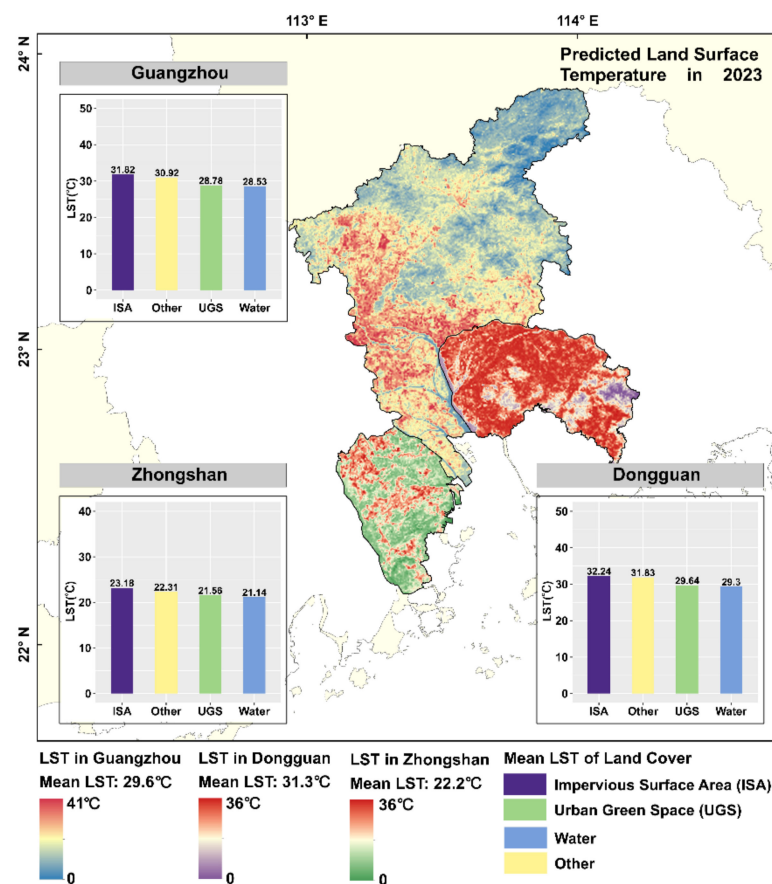 113° E
114° E
24° N
23° N
22° N
Predicted Land Surface
Temperature in 2023
Guangzhou
LST(°C)
50
40
30
20
10
0
31.82
30.92
28.78
28.53
ISA Other UGS Water
Zhongshan
LST(°C)
40
30
20
10
0
23.18
22.31
21.56
21.14
ISA Other UGS Water
Dongguan
LST(°C)
50
40
30
20
10
0
32.24
31.83
29.64
29.3
ISA Other UGS Water
LST in Guangzhou
Mean LST: 29.6℃
41℃
0
LST in Dongguan
Mean LST: 31.3℃
36℃
0
LST in Zhongshan
Mean LST: 22.2℃
36℃
0
Mean LST of Land Cover
Impervious Surface Area (ISA)
Urban Green Space (UGS)
Water
Other